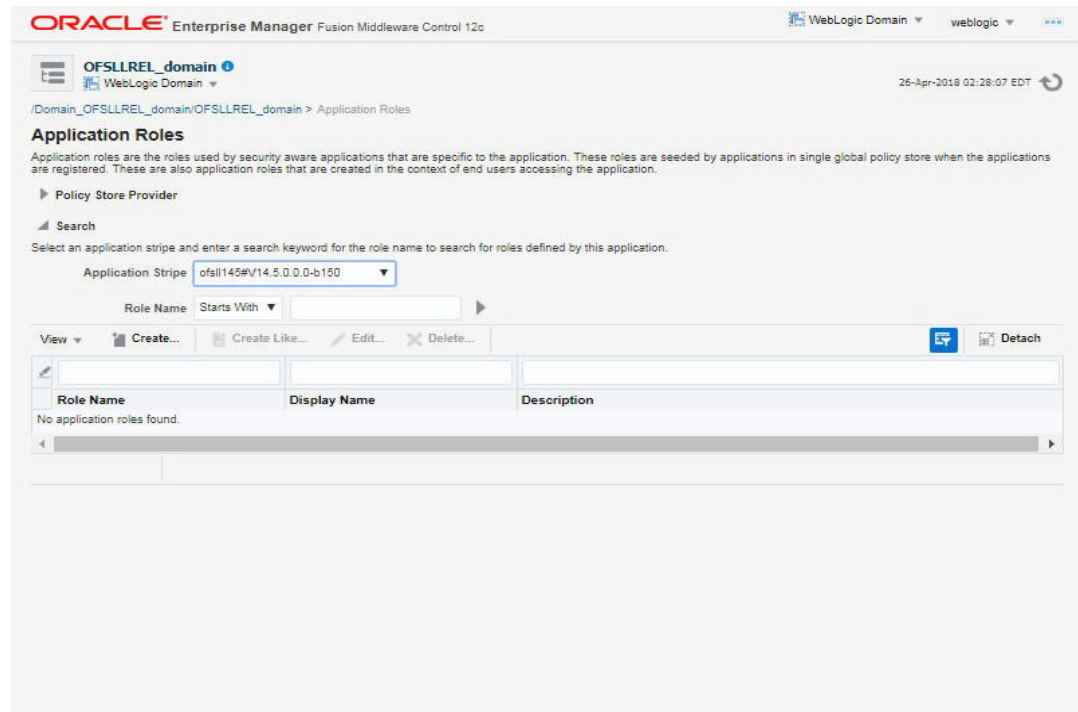 ORACLE Enterprise Manager Fusion Middleware Control 12c
WebLogic Domain
weblogic
OFSLLREL_domain
WebLogic Domain
26-Apr-2018 02:28:07 EDT
/Domain_OFSLLREL_domain/OFSLLREL_domain > Application Roles
Application Roles
Application roles are the roles used by security aware applications that are specific to the application. These roles are seeded by applications in single global policy store when the applications
are registered. These are also application roles that are created in the context of end users accessing the application.
Policy Store Provider
Search
Select an application stripe and enter a search keyword for the role name to search for roles defined by this application.
Application Stripe ofsll145#V14.5.0.0.0-b150
Role Name Starts With
View Create... Create Like... Edit... Delete... Detach
Role Name Display Name Description
No application roles found.